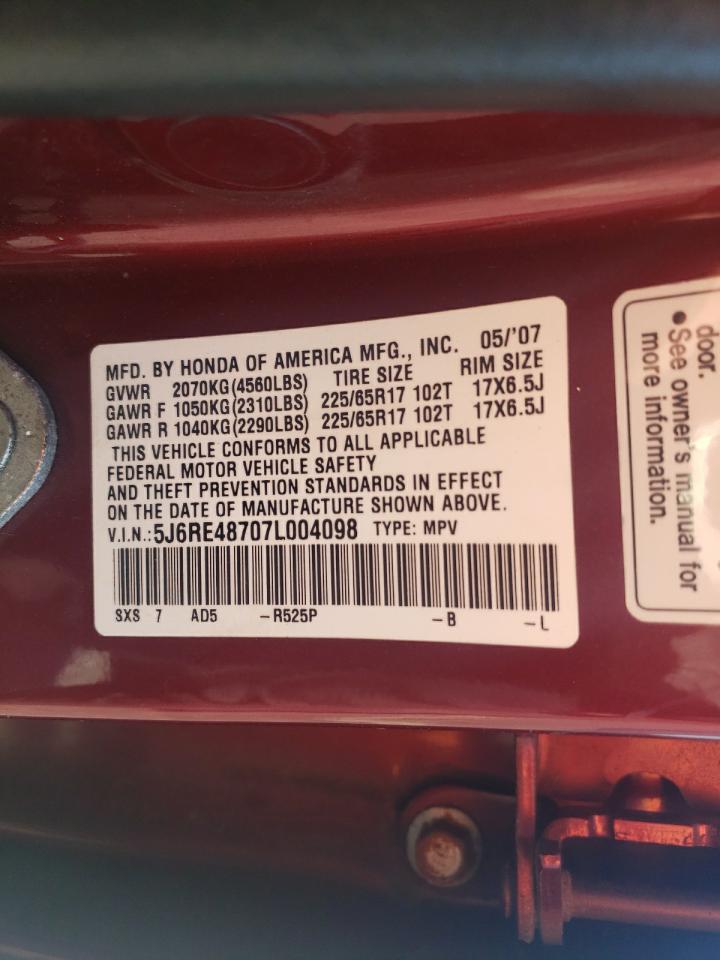 MFD. BY HONDA OF AMERICA MFG., INC. 05/'07
GVWR 2070KG(4560LBS) TIRE SIZE RIM SIZE
GAWR F 1050KG(2310LBS) 225/65R17 102T 17X6.5J
GAWR R 1040KG(2290LBS) 225/65R17 102T 17X6.5J
THIS VEHICLE CONFORMS TO ALL APPLICABLE
FEDERAL MOTOR VEHICLE SAFETY
AND THEFT PREVENTION STANDARDS IN EFFECT
ON THE DATE OF MANUFACTURE SHOWN ABOVE.
V.I.N.:5J6RE48707L004098 TYPE: MPV
SXS 7 AD5 -R525P -B -L
door.
•See owner's manual for
more information.